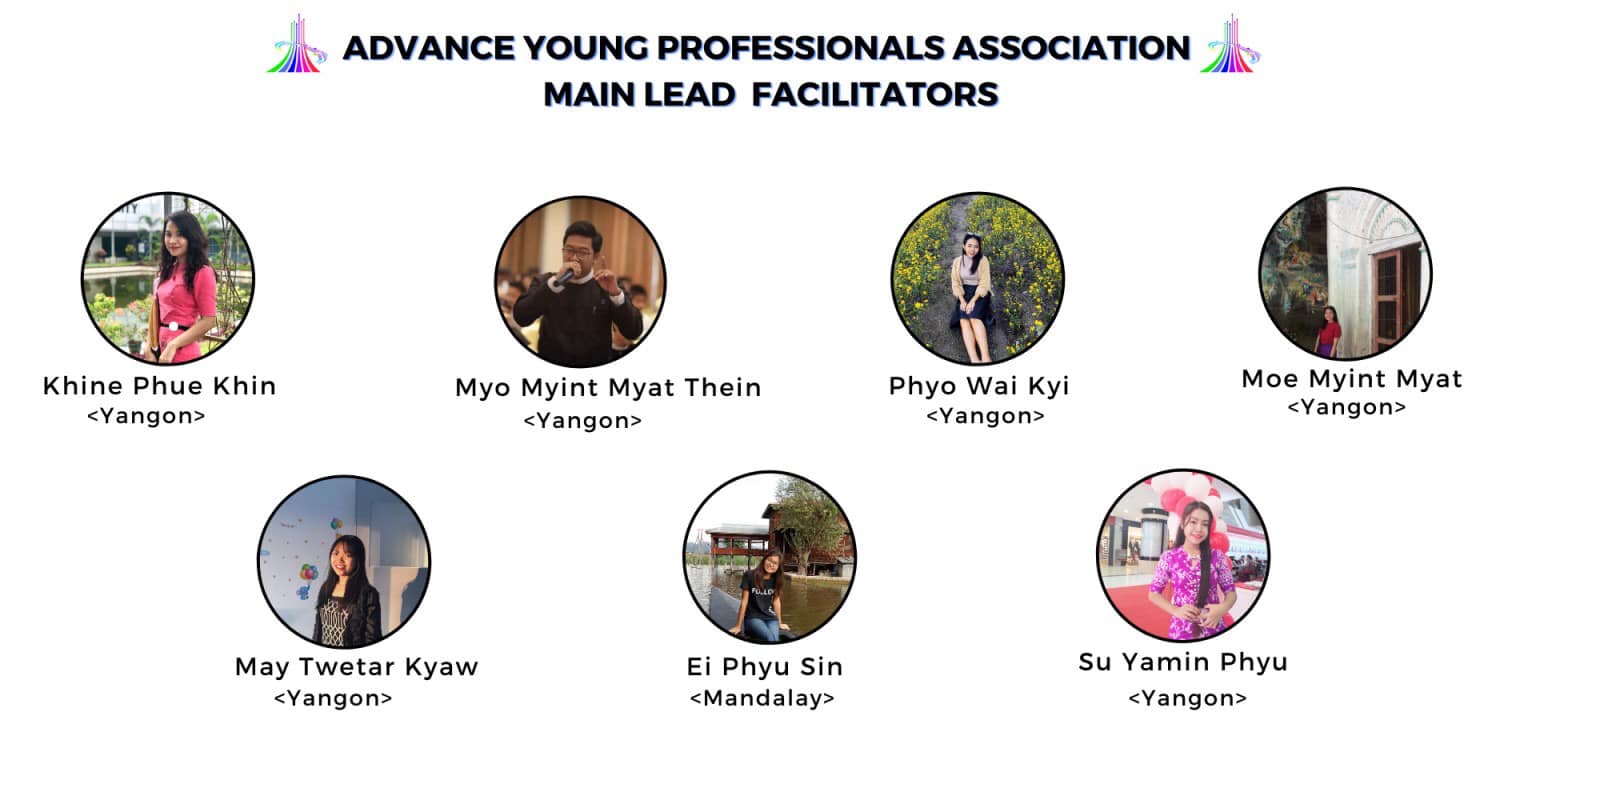 ADVANCE YOUNG PROFESSIONALS ASSOCIATION
MAIN LEAD FACILITATORS
Khine Phue Khin
<Yangon>
Myo Myint Myat Thein
<Yangon>
Phyo Wai Kyi
<Yangon>
Moe Myint Myat
<Yangon>
May Twetar Kyaw
<Yangon>
Ei Phyu Sin
<Mandalay>
Su Yamin Phyu
<Yangon>